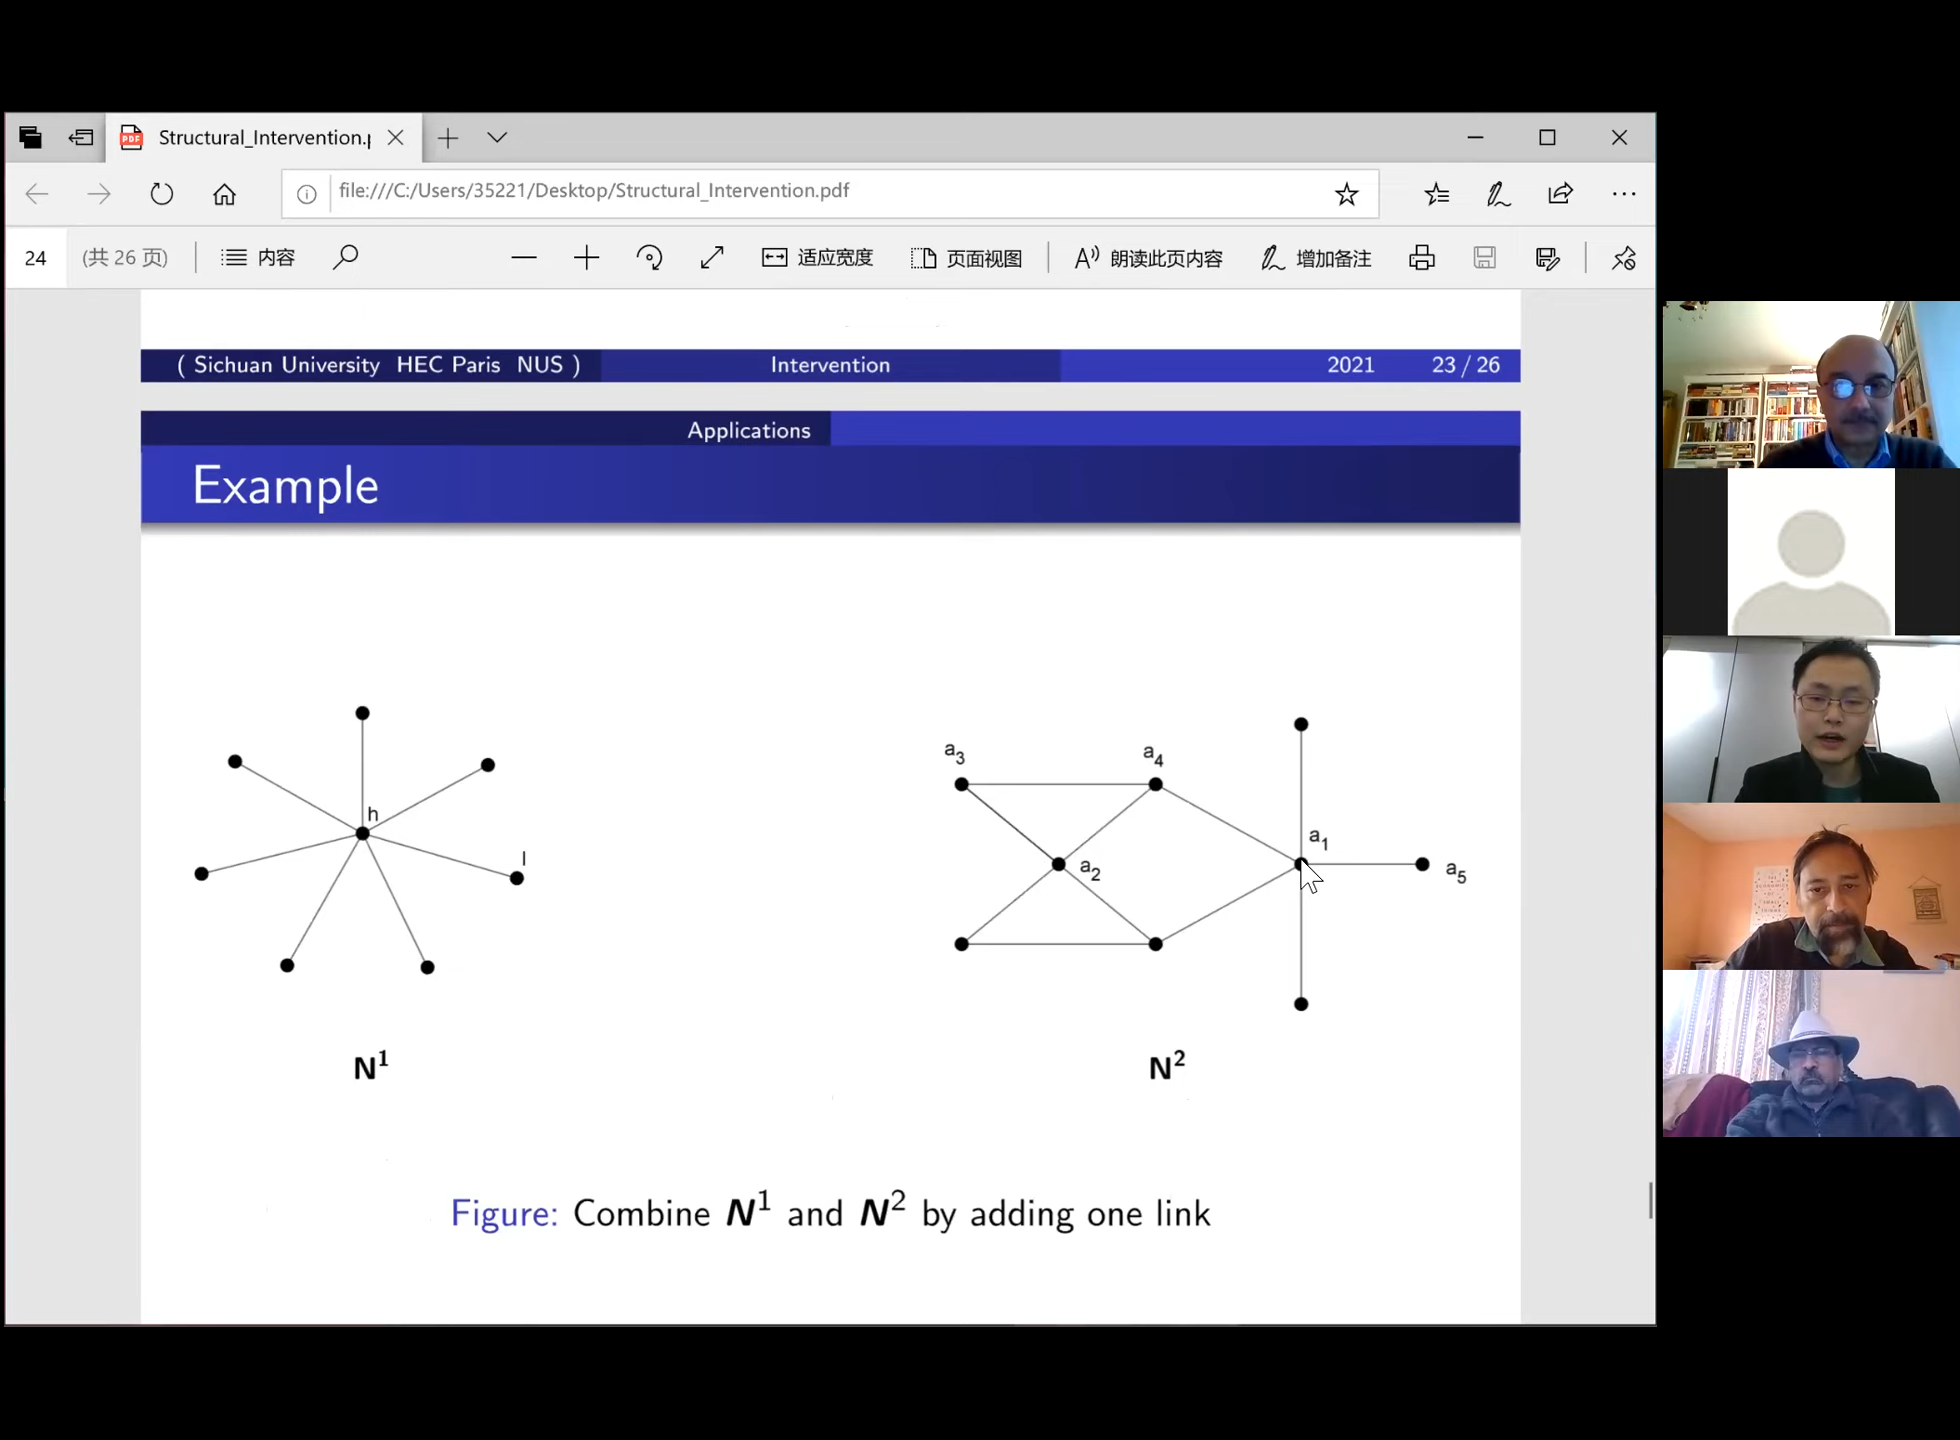 Structural_Intervention.p
file:///C:/Users/35221/Desktop/Structural_Intervention.pdf
24 (共 26 页) 内容 适应宽度 页面视图 朗读此页内容 增加备注
( Sichuan University HEC Paris NUS ) Intervention 2021 23 / 26
Applications
Example
h
l
a3
a4
a1
a2
a5
N1
N2
Figure: Combine N1 and N2 by adding one link